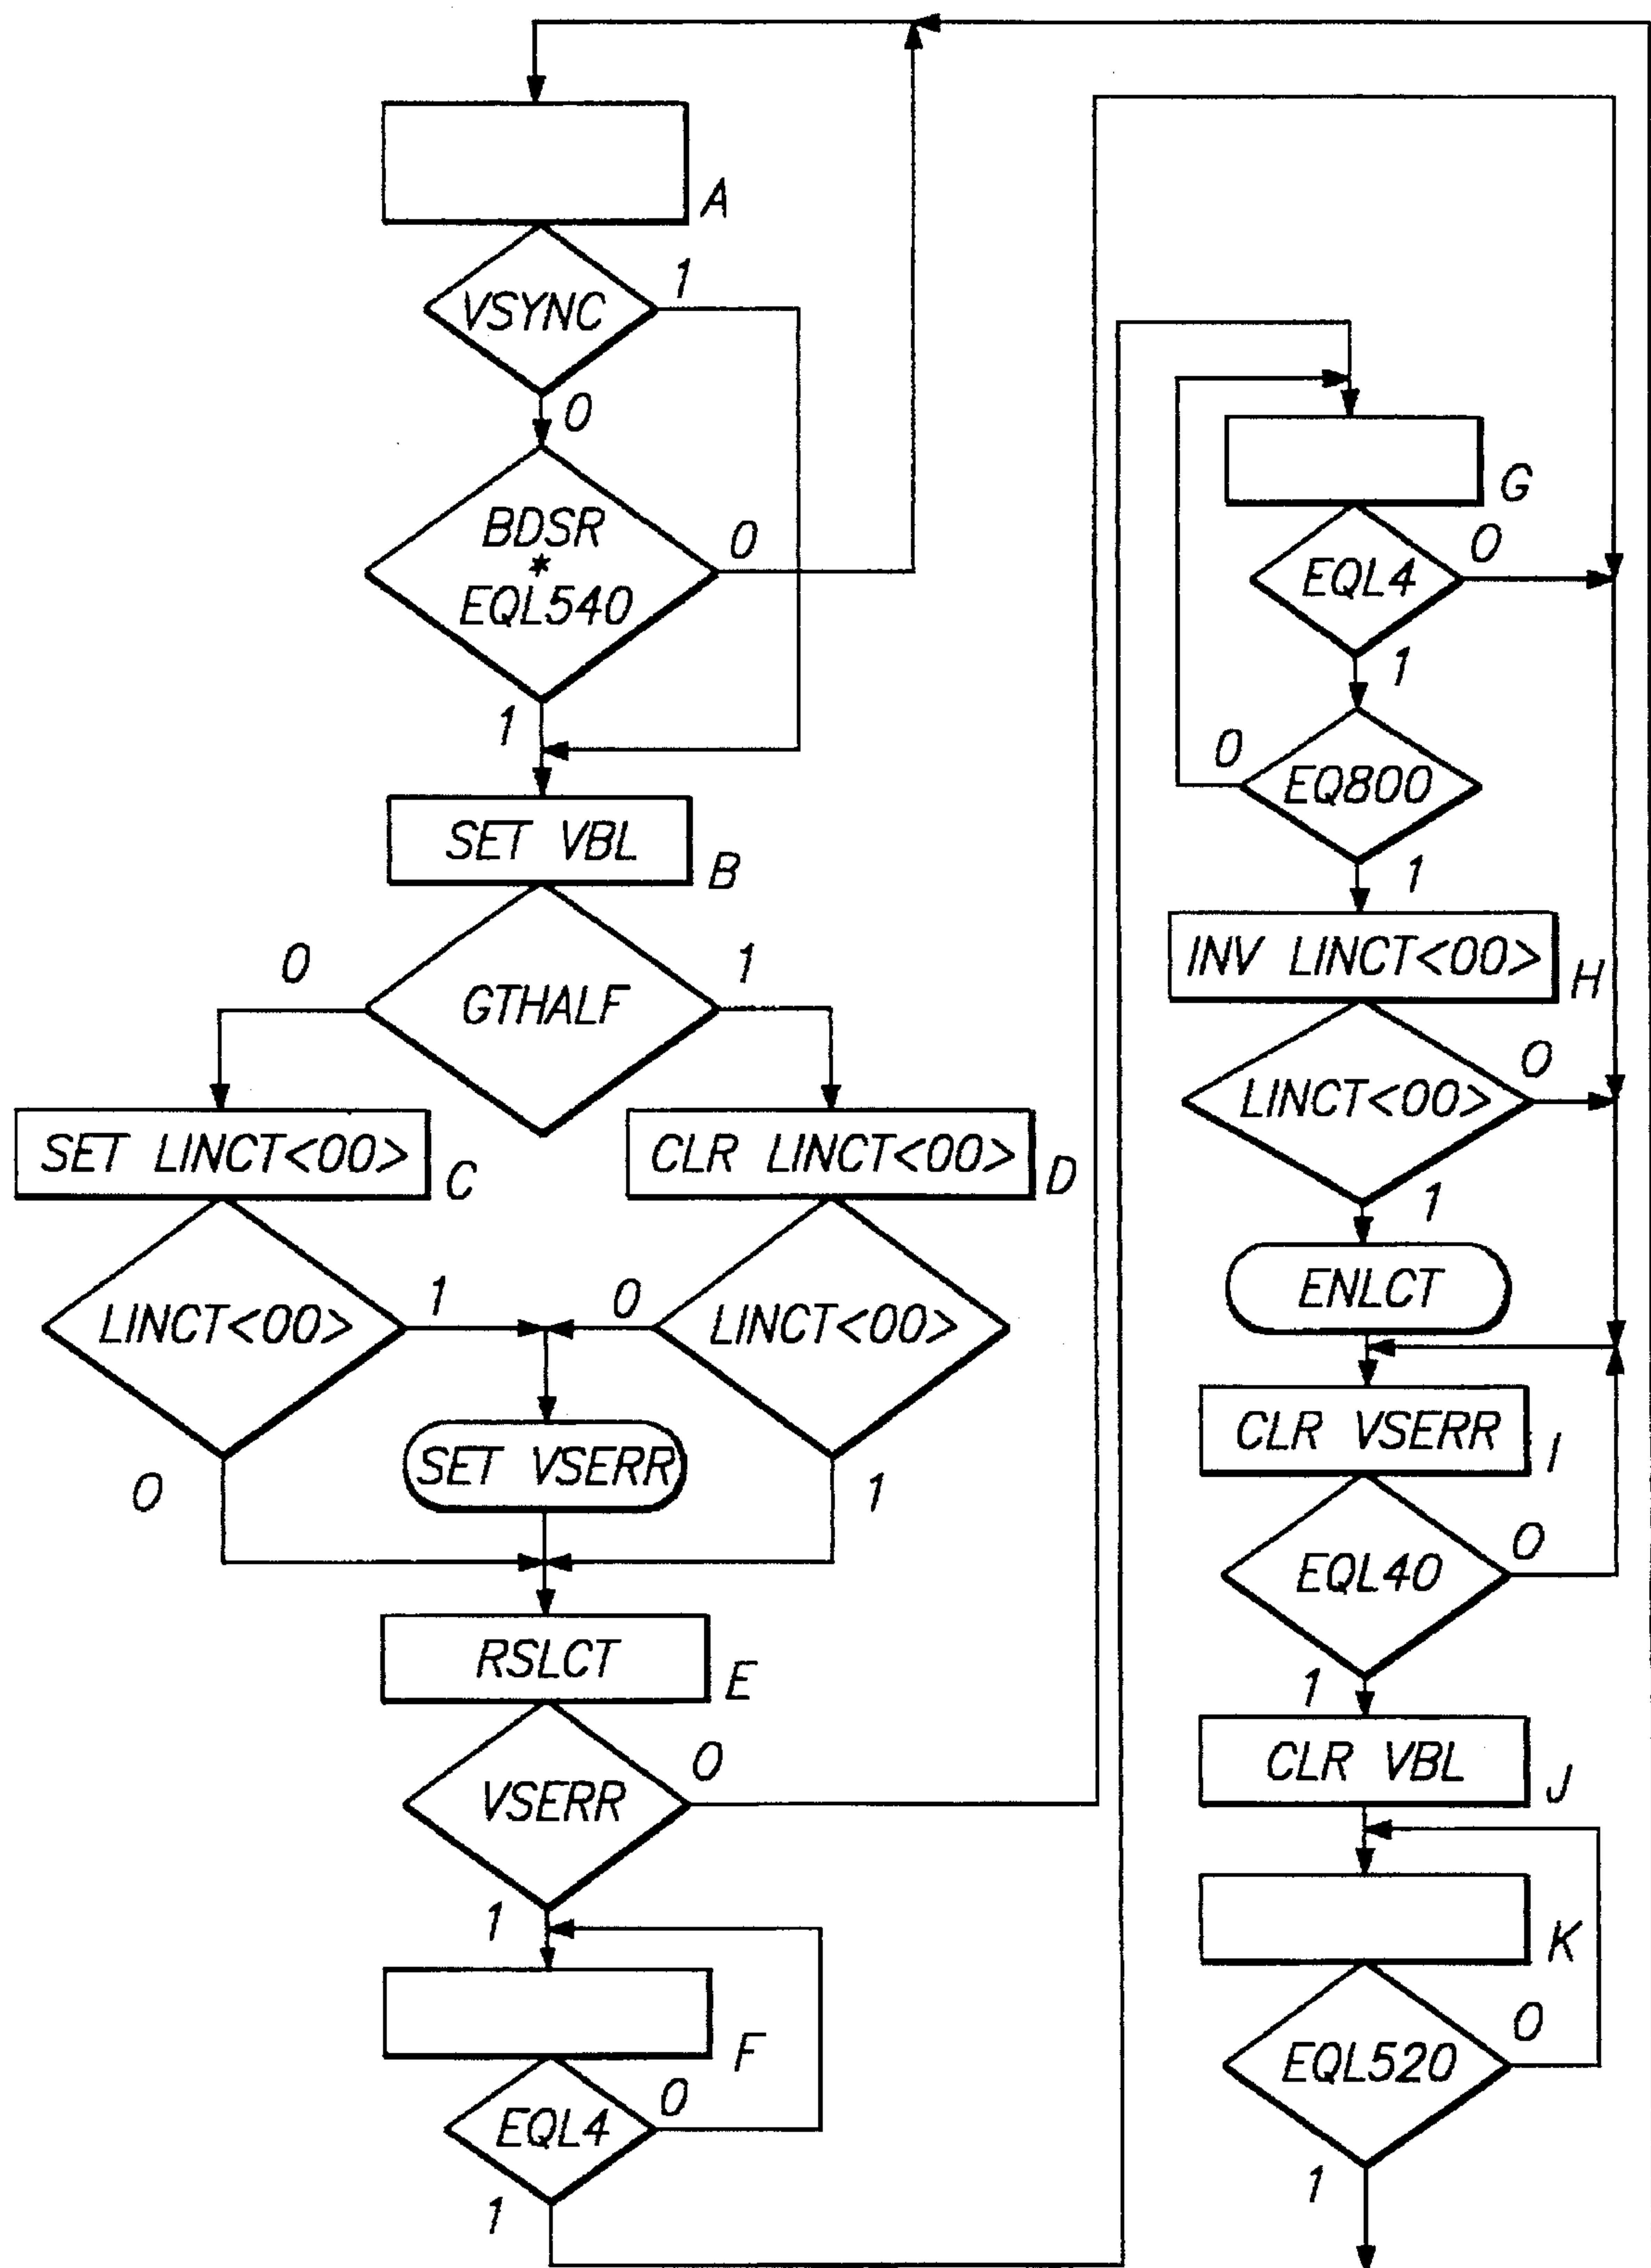 A
VSYNC
1
0
BDSR
*
EQL540
0
1
SET VBL
B
GTHALF
0
1
SET LINCT<00>
C
CLR LINCT<00>
D
LINCT<00>
1
0
LINCT<00>
0
1
SET VSERR
RSLCT
E
VSERR
0
1
F
EQL4
0
1
G
EQL4
0
1
EQ800
0
1
INV LINCT<00>
H
LINCT<00>
0
1
ENLCT
CLR VSERR
I
EQL40
0
1
CLR VBL
J
K
EQL520
0
1